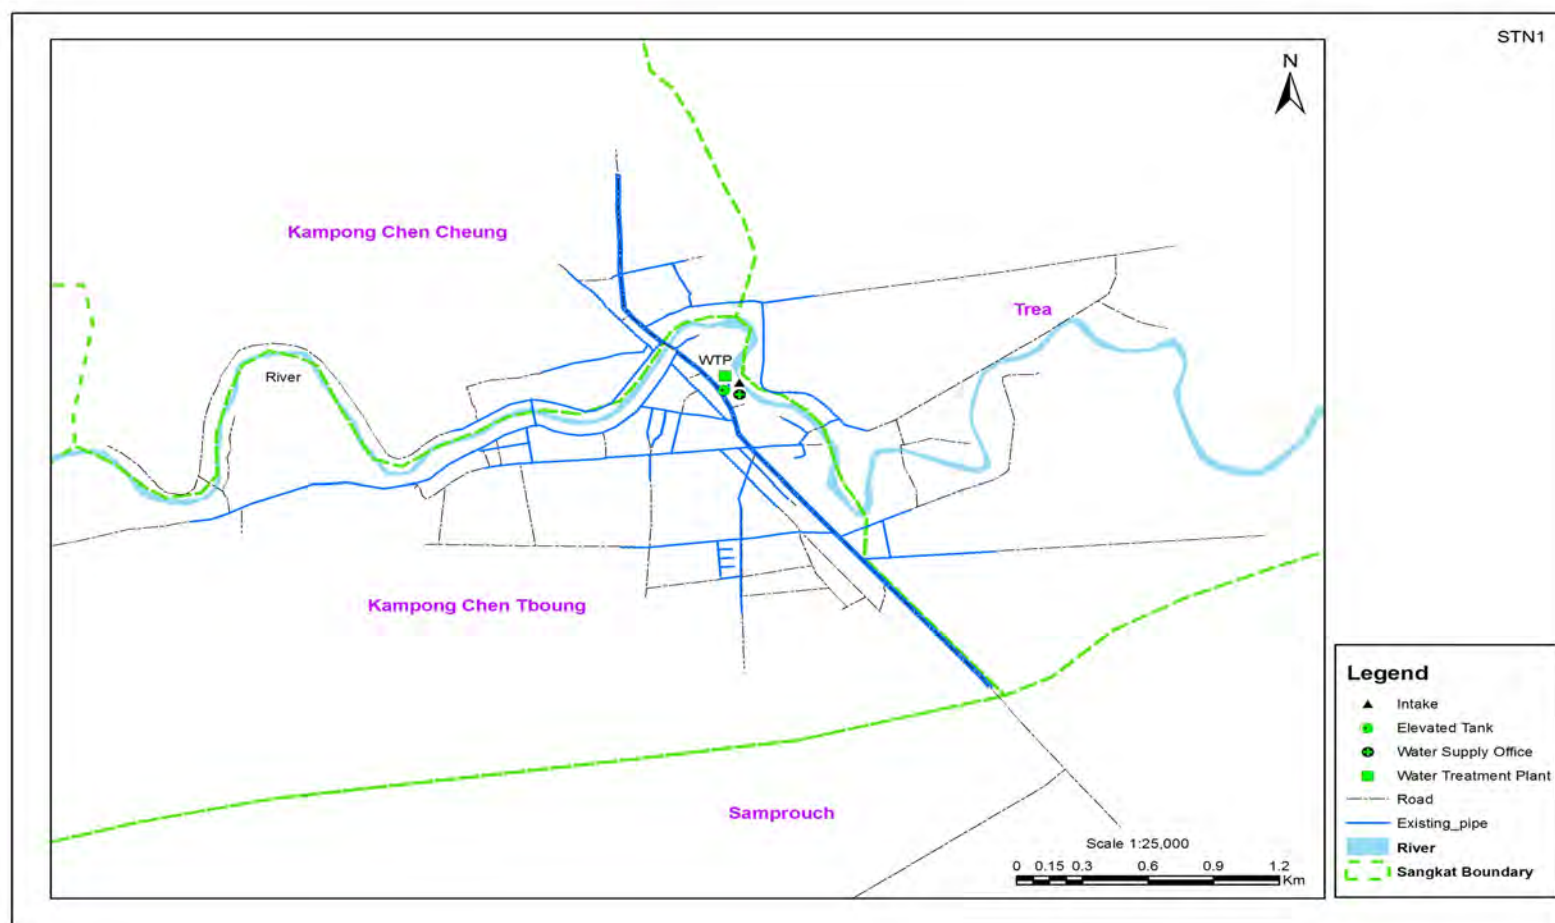 STN1
N
Kampong Chen Cheung
Trea
WTP
River
Kampong Chen Tboung
Samprouch
Scale 1:25,000
0 0.15 0.3 0.6 0.9 1.2
Km
Legend
Intake
Elevated Tank
Water Supply Office
Water Treatment Plant
Road
Existing_pipe
River
Sangkat Boundary